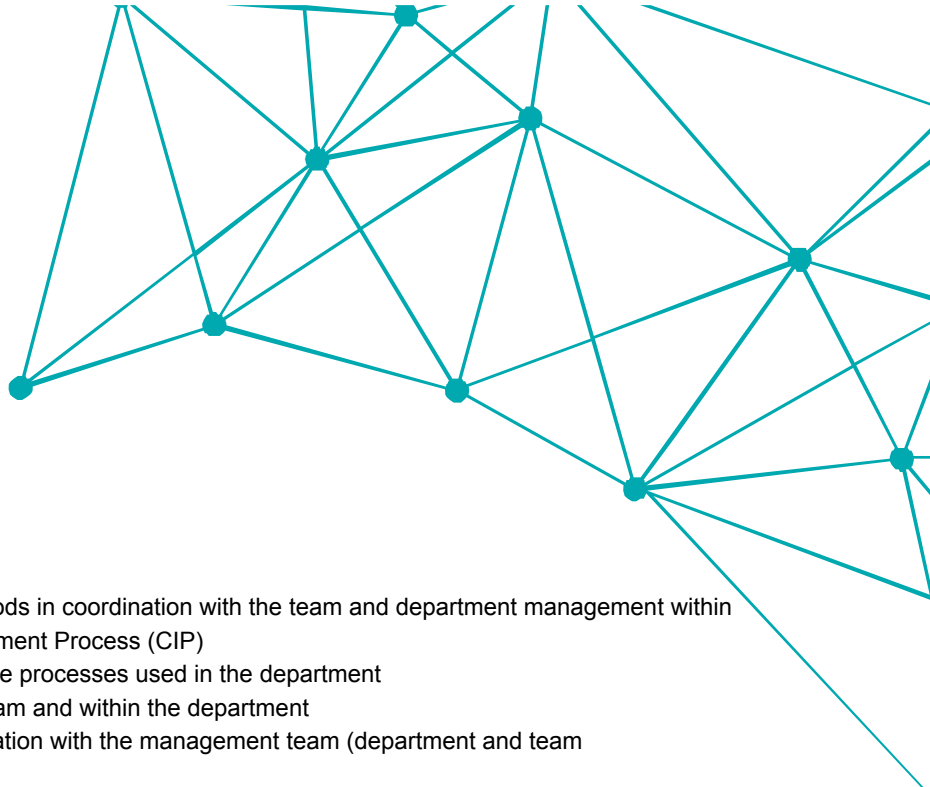 ods in coordination with the team and department management within
ment Process (CIP)
e processes used in the department
am and within the department
ation with the management team (department and team